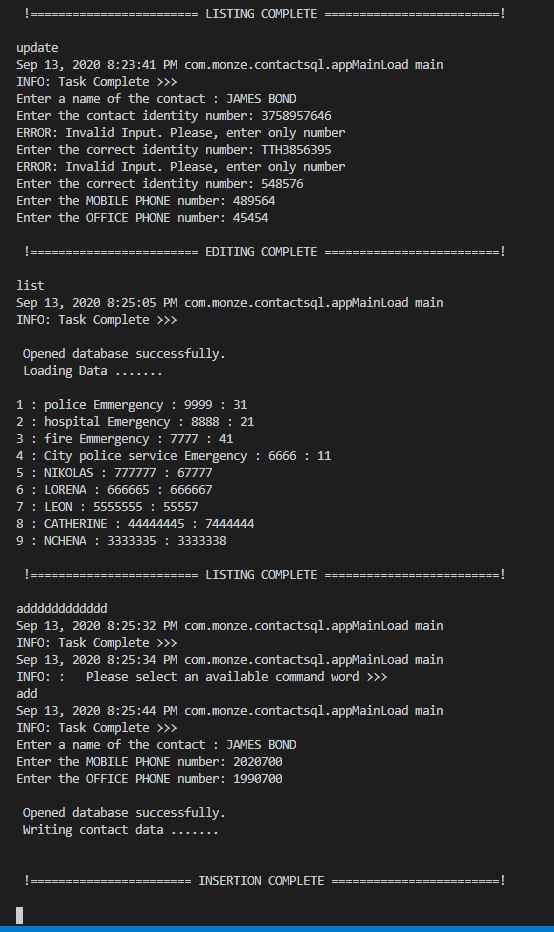 !======================== LISTING COMPLETE =========================!
update
Sep 13, 2020 8:23:41 PM com.monze.contactsql.appMainLoad main
INFO: Task Complete >>>
Enter a name of the contact : JAMES BOND
Enter the contact identity number: 3758957646
ERROR: Invalid Input. Please, enter only number
Enter the correct identity number: TTH3856395
ERROR: Invalid Input. Please, enter only number
Enter the correct identity number: 548576
Enter the MOBILE PHONE number: 489564
Enter the OFFICE PHONE number: 45454
!======================== EDITING COMPLETE =========================!
list
Sep 13, 2020 8:25:05 PM com.monze.contactsql.appMainLoad main
INFO: Task Complete >>>
Opened database successfully.
Loading Data .......
1 : police Emmergency : 9999 : 31
2 : hospital Emergency : 8888 : 21
3 : fire Emmergency : 7777 : 41
4 : City police service Emergency : 6666 : 11
5 : NIKOLAS : 777777 : 67777
6 : LORENA : 666665 : 666667
7 : LEON : 5555555 : 55557
8 : CATHERINE : 44444445 : 7444444
9 : NCHENA : 3333335 : 3333338
!======================== LISTING COMPLETE =========================!
addddddddddddd
Sep 13, 2020 8:25:32 PM com.monze.contactsql.appMainLoad main
INFO: Task Complete >>>
Sep 13, 2020 8:25:34 PM com.monze.contactsql.appMainLoad main
INFO: :   Please select an available command word >>>
add
Sep 13, 2020 8:25:44 PM com.monze.contactsql.appMainLoad main
INFO: Task Complete >>>
Enter a name of the contact : JAMES BOND
Enter the MOBILE PHONE number: 2020700
Enter the OFFICE PHONE number: 1990700
Opened database successfully.
Writing contact data .......
!======================= INSERTION COMPLETE ========================!